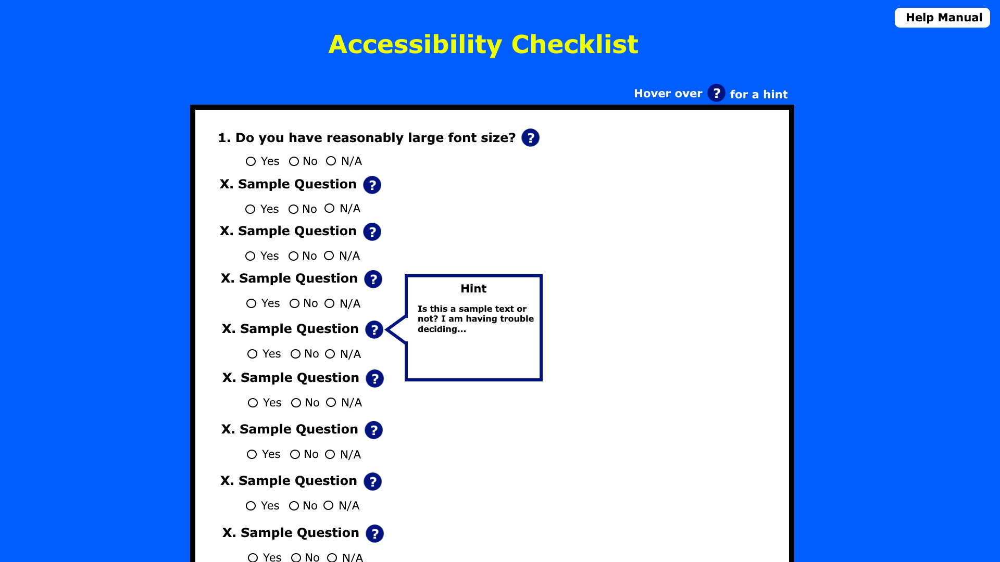 Help Manual
Accessibility Checklist
Hover over ? for a hint
1. Do you have reasonably large font size? ?
Yes No N/A
X. Sample Question ?
Yes No N/A
X. Sample Question ?
Yes No N/A
X. Sample Question ?
Yes No N/A
Hint
Is this a sample text or
not? I am having trouble
deciding...
X. Sample Question ?
Yes No N/A
X. Sample Question ?
Yes No N/A
X. Sample Question ?
Yes No N/A
X. Sample Question ?
Yes No N/A
X. Sample Question ?
Yes No N/A